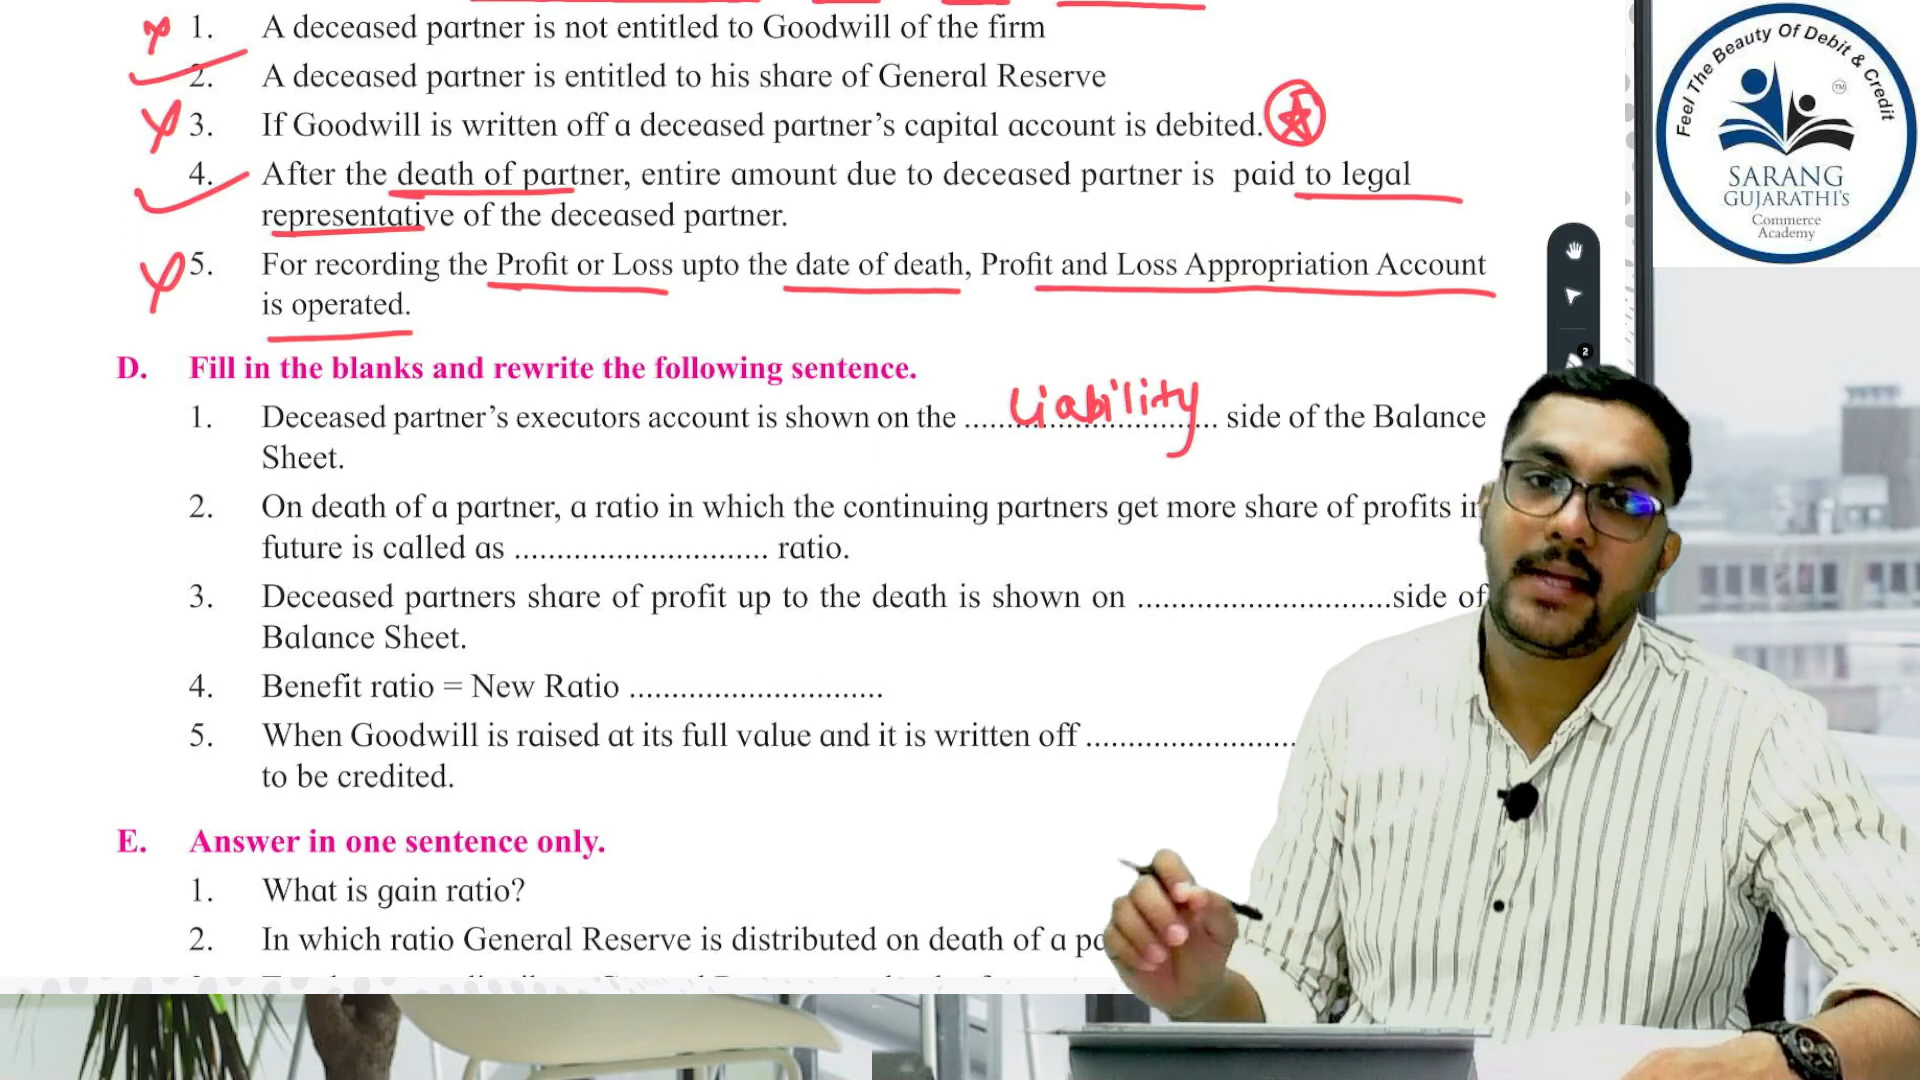 1. A deceased partner is not entitled to Goodwill of the firm
2. A deceased partner is entitled to his share of General Reserve
3. If Goodwill is written off a deceased partner’s capital account is debited.
4. After the death of partner, entire amount due to deceased partner is paid to legal
representative of the deceased partner.
5. For recording the Profit or Loss upto the date of death, Profit and Loss Appropriation Account
is operated.
D. Fill in the blanks and rewrite the following sentence.
1. Deceased partner’s executors account is shown on the ..... Liability ..... side of the Balance
Sheet.
2. On death of a partner, a ratio in which the continuing partners get more share of profits in
future is called as .............................. ratio.
3. Deceased partners share of profit up to the death is shown on ..............................side of
Balance Sheet.
4. Benefit ratio = New Ratio ..............................
5. When Goodwill is raised at its full value and it is written off .........................
to be credited.
E. Answer in one sentence only.
1. What is gain ratio?
2. In which ratio General Reserve is distributed on death of a
Feel The Beauty Of Debit & Credit
TM
SARANG
GUJARATHI's
Commerce
Academy
2